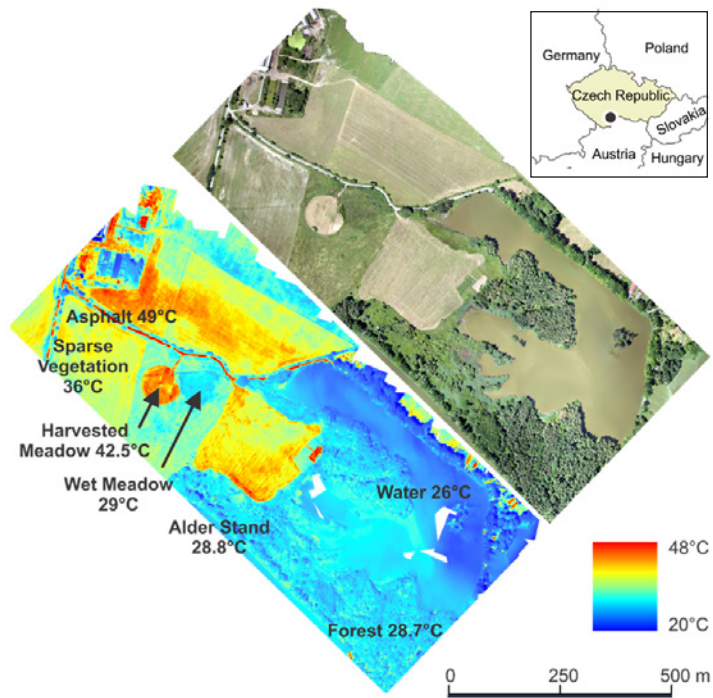 Germany
Poland
Czech Republic
Slovakia
Austria
Hungary
Asphalt 49°C
Sparse
Vegetation
36°C
Harvested
Meadow 42.5°C
Wet Meadow
29°C
Alder Stand
28.8°C
Water 26°C
Forest 28.7°C
48°C
20°C
0 250 500 m